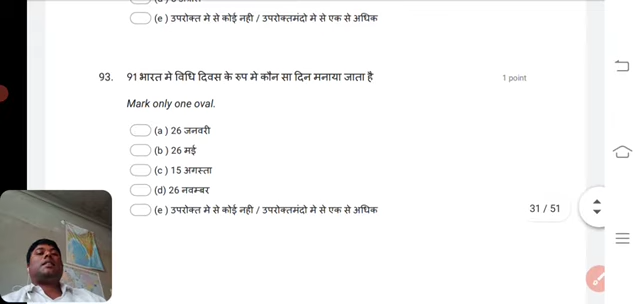 (e) उपरोक्त मे से कोई नही / उपरोक्तमंदो मे से एक से अधिक
93. 91 भारत मे विधि दिवस के रुप मे कौन सा दिन मनाया जाता है
1 point
Mark only one oval.
(a ) 26 जनवरी
(b ) 26 मई
(c ) 15 अगस्ता
(d) 26 नवम्बर
(e ) उपरोक्त मे से कोई नही / उपरोक्तमंदो मे से एक से अधिक
31 / 51